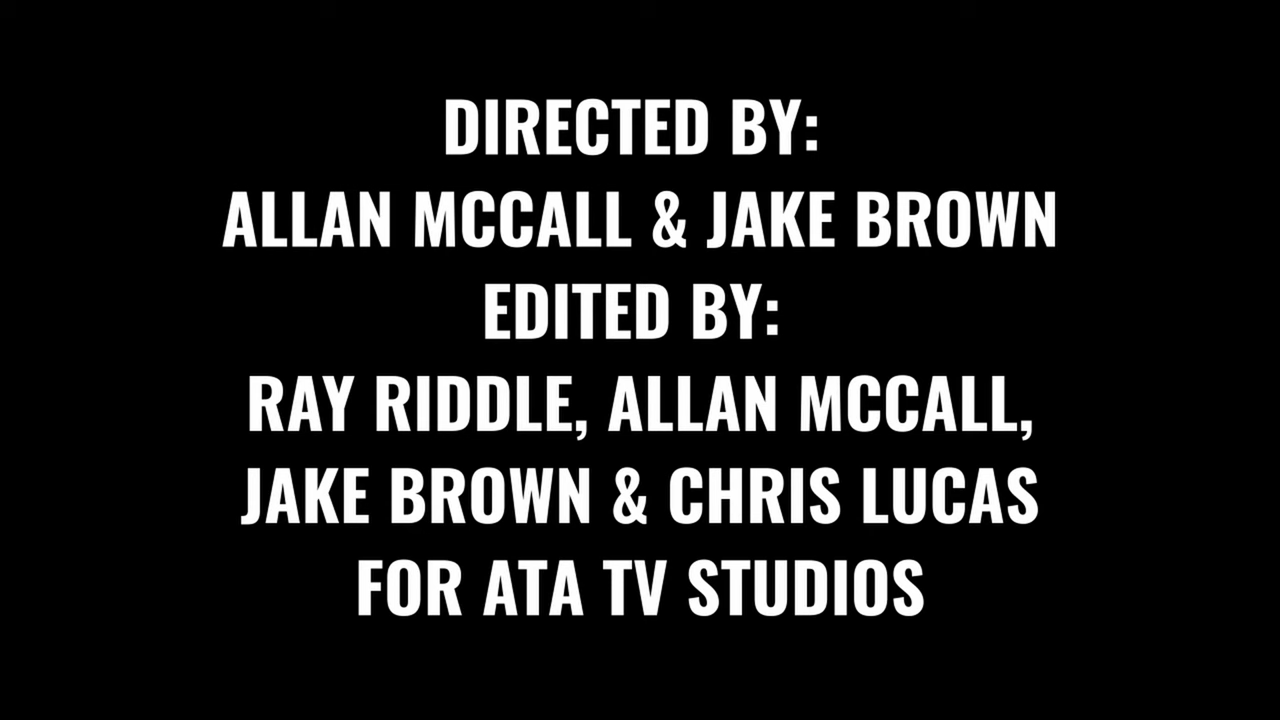 DIRECTED BY:
ALLAN MCCALL & JAKE BROWN
EDITED BY:
RAY RIDDLE, ALLAN MCCALL,
JAKE BROWN & CHRIS LUCAS
FOR ATA TV STUDIOS